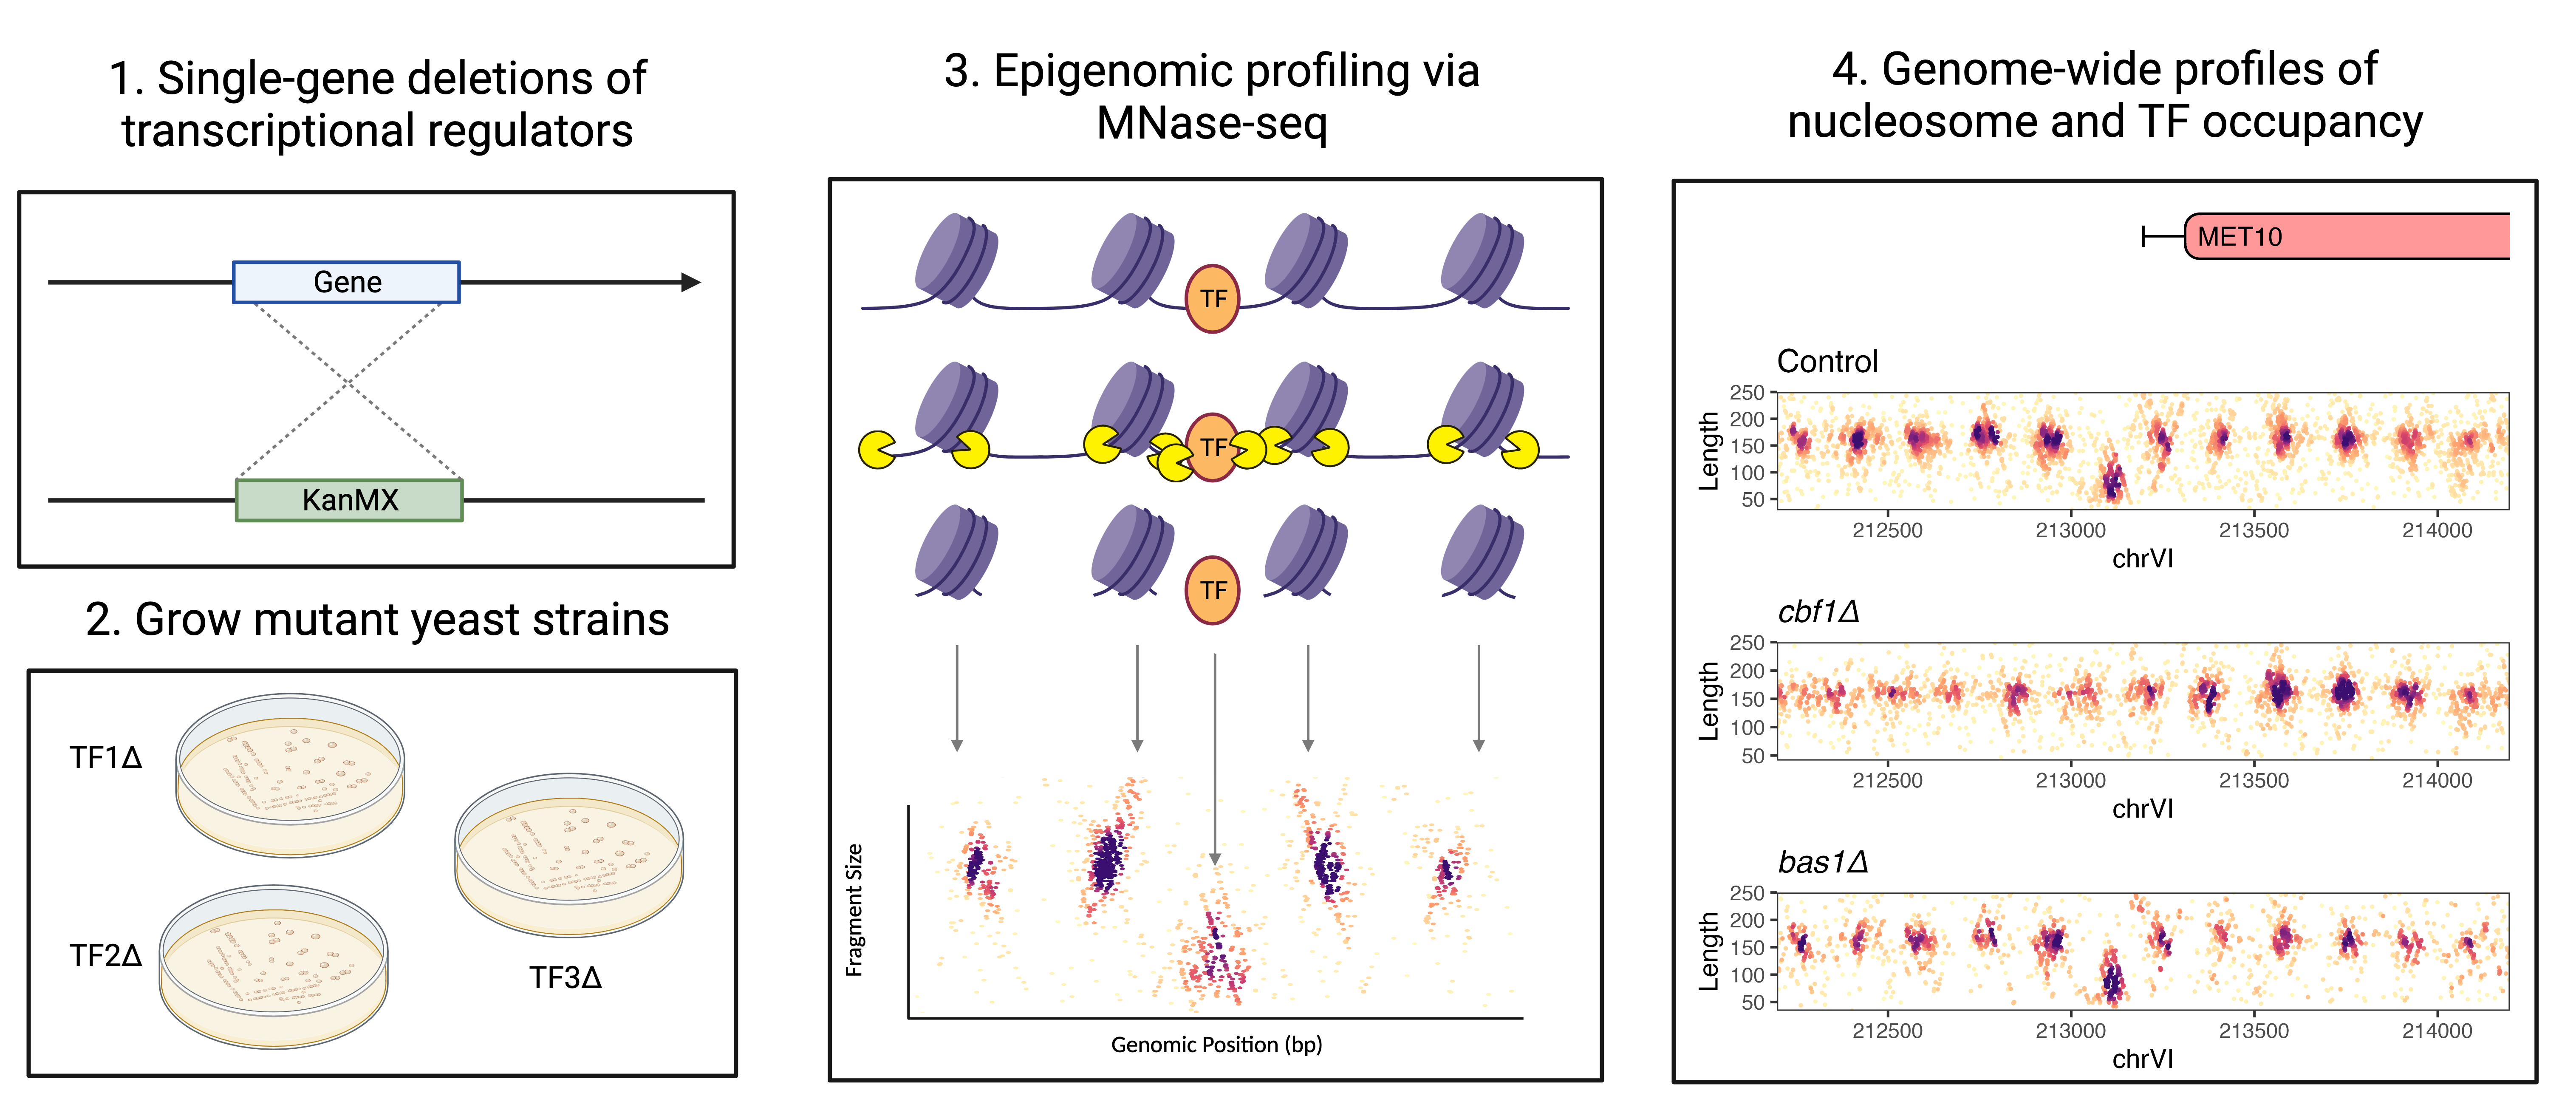 1. Single-gene deletions of
transcriptional regulators
Gene
KanMX
2. Grow mutant yeast strains
TF1Δ
TF2Δ
TF3Δ
3. Epigenomic profiling via
MNase-seq
TF
TF
TF
Fragment Size
Genomic Position (bp)
4. Genome-wide profiles of
nucleosome and TF occupancy
MET10
Control
Length
250
200
150
100
50
212500 213000 213500 214000
chrVI
cbf1Δ
Length
250
200
150
100
50
212500 213000 213500 214000
chrVI
bas1Δ
Length
250
200
150
100
50
212500 213000 213500 214000
chrVI